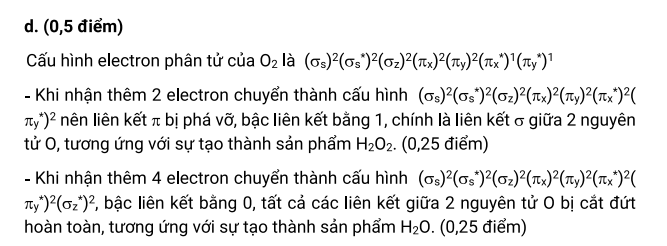 d. (0,5 điểm)
Cấu hình electron phân tử của O₂ là (σₛ)²(σₛ*)²(σz)²(πₓ)²(πy)²(πₓ*)¹(πy*)¹
- Khi nhận thêm 2 electron chuyển thành cấu hình (σₛ)²(σₛ*)²(σz)²(πₓ)²(πy)²(πₓ*)²(
πy*)² nên liên kết π bị phá vỡ, bậc liên kết bằng 1, chính là liên kết σ giữa 2 nguyên
tử O, tương ứng với sự tạo thành sản phẩm H₂O₂. (0,25 điểm)
- Khi nhận thêm 4 electron chuyển thành cấu hình (σₛ)²(σₛ*)²(σz)²(πₓ)²(πy)²(πₓ*)²(
πy*)²(σz*)², bậc liên kết bằng 0, tất cả các liên kết giữa 2 nguyên tử O bị cắt đứt
hoàn toàn, tương ứng với sự tạo thành sản phẩm H₂O. (0,25 điểm)